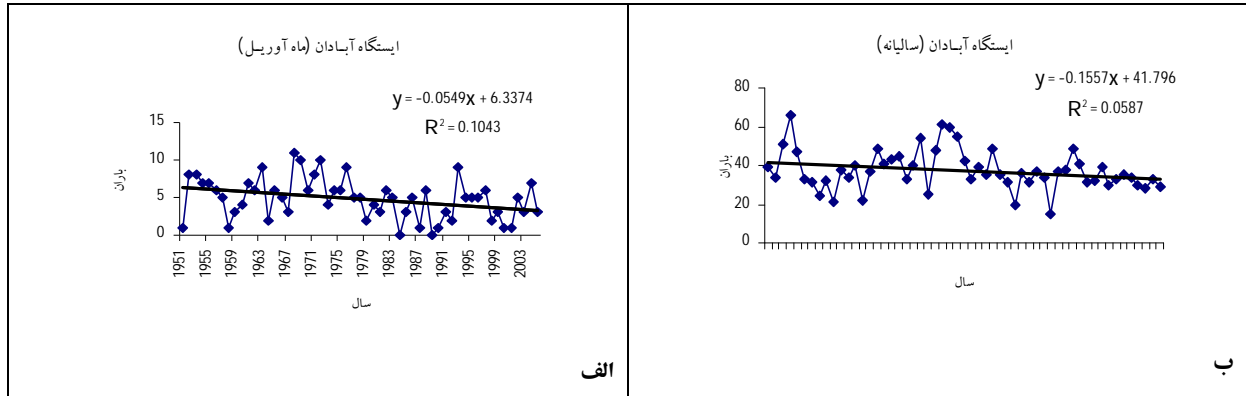 ایستگاه آبادان (ماه آوریل)
y = -0.0549x + 6.3374
R² = 0.1043
15
10
5
0
باران
1951
1955
1959
1963
1967
1971
1975
1979
1983
1987
1991
1995
1999
2003
سال
الف
ایستگاه آبادان (سالیانه)
y = -0.1557x + 41.796
R² = 0.0587
80
60
40
20
0
باران
سال
ب